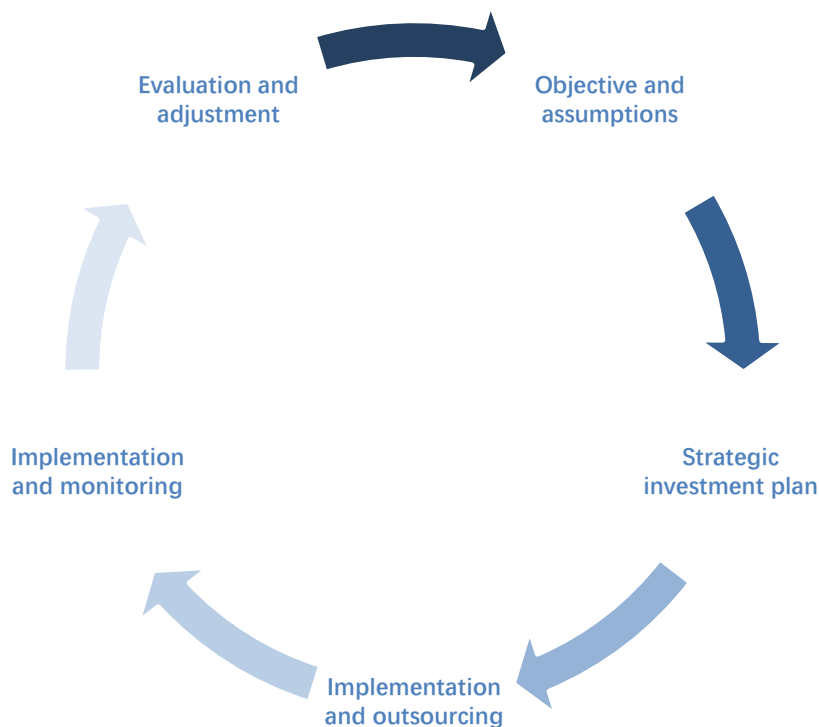 Evaluation and
adjustment
Objective and
assumptions
Strategic
investment plan
Implementation
and outsourcing
Implementation
and monitoring